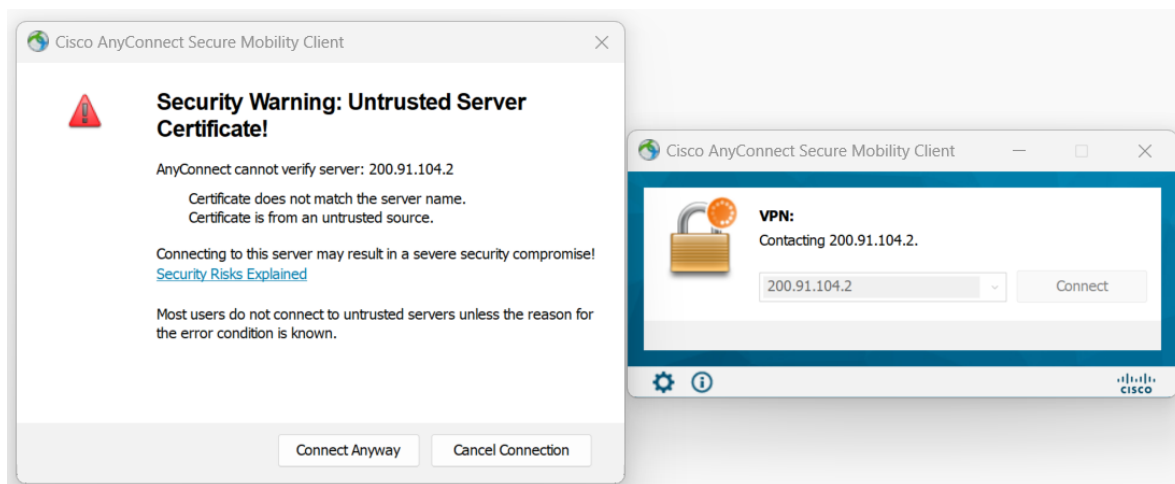 Cisco AnyConnect Secure Mobility Client
Security Warning: Untrusted Server
Certificate!
AnyConnect cannot verify server: 200.91.104.2
Certificate does not match the server name.
Certificate is from an untrusted source.
Connecting to this server may result in a severe security compromise!
Security Risks Explained
Most users do not connect to untrusted servers unless the reason for
the error condition is known.
Connect Anyway
Cancel Connection
Cisco AnyConnect Secure Mobility Client
VPN:
Contacting 200.91.104.2.
200.91.104.2
Connect
CISCO